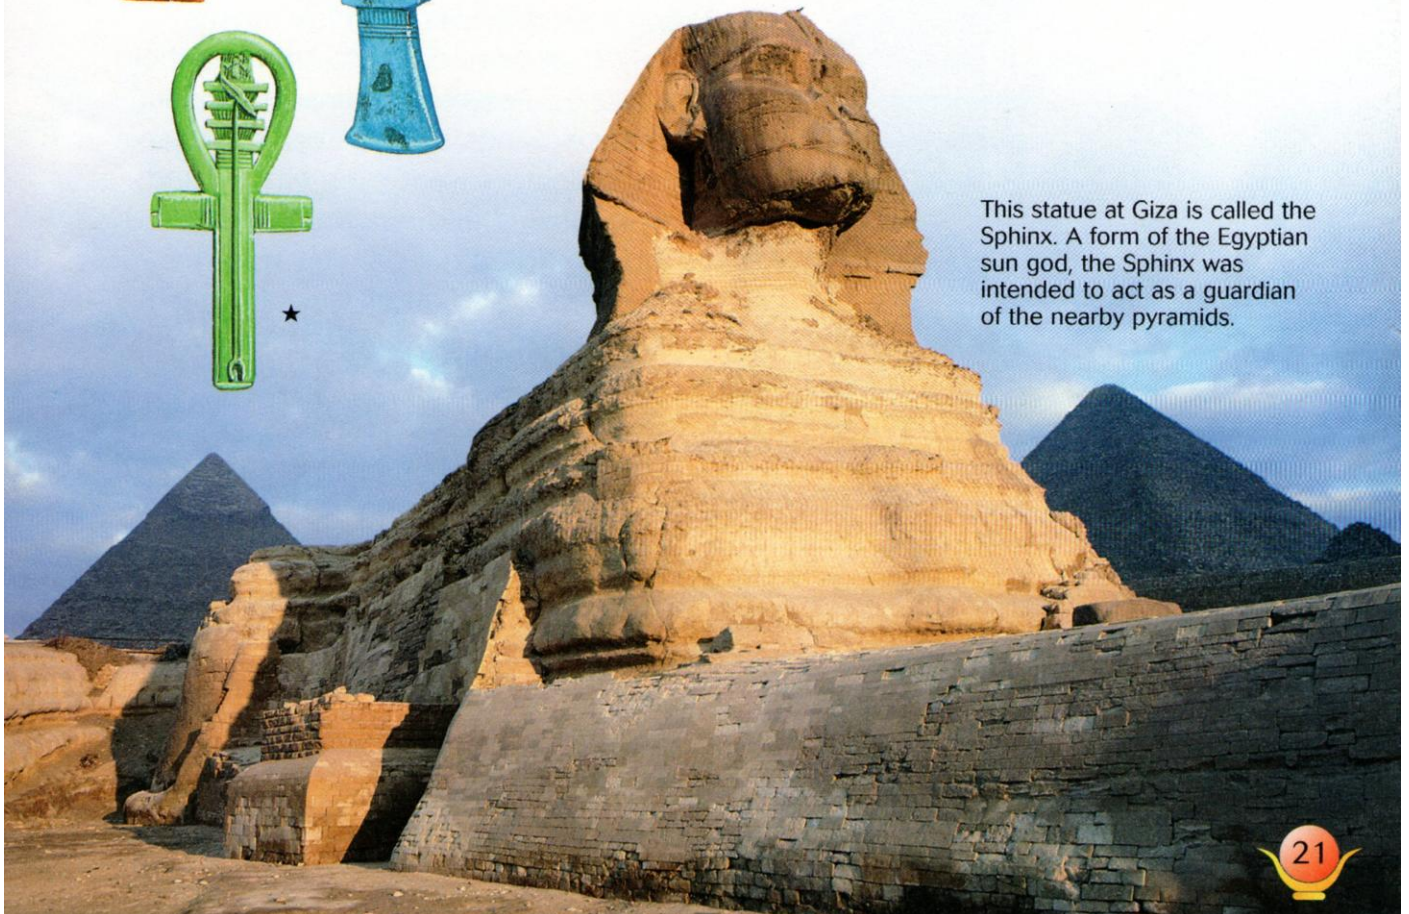 This statue at Giza is called the
Sphinx. A form of the Egyptian
sun god, the Sphinx was
intended to act as a guardian
of the nearby pyramids.
21